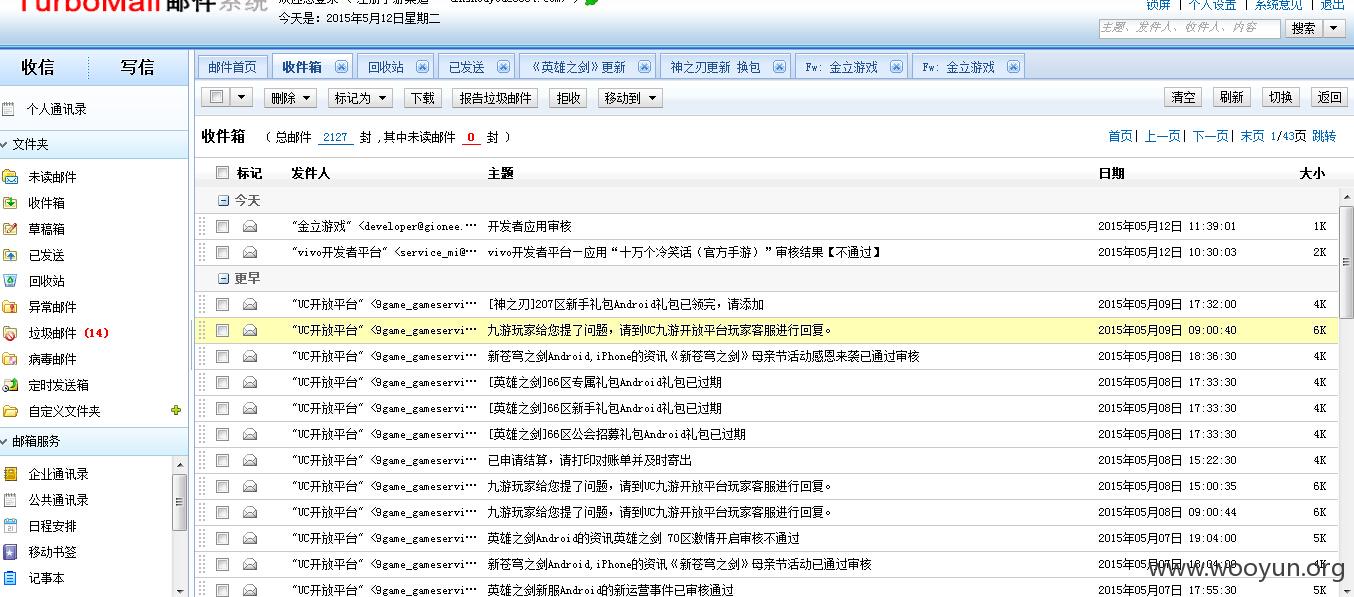 TurboMail邮件系统
今天是：2015年5月12日星期二
锁屏 | 个人设置 | 系统意见 | 退出
主题、发件人、收件人、内容 搜索
收信 写信
邮件首页 收件箱 回收站 已发送 《英雄之剑》更新 神之刃更新 换包 Fw: 金立游戏 Fw: 金立游戏
删除 标记为 下载 报告垃圾邮件 拒收 移动到 清空 刷新 切换 返回
个人通讯录
文件夹
未读邮件
收件箱
草稿箱
已发送
回收站
异常邮件
垃圾邮件 (14)
病毒邮件
定时发送箱
自定义文件夹
邮箱服务
企业通讯录
公共通讯录
日程安排
移动书签
记事本
收件箱 （ 总邮件 2127 封 ,其中未读邮件 0 封 ）
首页| 上一页| 下一页| 末页 1/43页 跳转
标记 发件人 主题 日期 大小
今天
"金立游戏" <developer@gionee.... 开发者应用审核 2015年05月12日 11:39:01 1K
"vivo开发者平台" <service_mi@... vivo开发者平台—应用“十万个冷笑话（官方手游）”审核结果【不通过】 2015年05月12日 10:30:03 2K
更早
"UC开放平台" <9game_gameservi... [神之刃]207区新手礼包Android礼包已领完，请添加 2015年05月09日 17:32:00 4K
"UC开放平台" <9game_gameservi... 九游玩家给您提了问题，请到UC九游开放平台玩家客服进行回复。 2015年05月09日 09:00:40 6K
"UC开放平台" <9game_gameservi... 新苍穹之剑Android,iPhone的资讯《新苍穹之剑》母亲节活动感恩来袭已通过审核 2015年05月08日 18:36:30 4K
"UC开放平台" <9game_gameservi... [英雄之剑]66区专属礼包Android礼包已过期 2015年05月08日 17:33:30 4K
"UC开放平台" <9game_gameservi... [英雄之剑]66区新手礼包Android礼包已过期 2015年05月08日 17:33:30 4K
"UC开放平台" <9game_gameservi... [英雄之剑]66区公会招募礼包Android礼包已过期 2015年05月08日 17:33:30 4K
"UC开放平台" <9game_gameservi... 已申请结算，请打印对账单并及时寄出 2015年05月08日 15:22:30 4K
"UC开放平台" <9game_gameservi... 九游玩家给您提了问题，请到UC九游开放平台玩家客服进行回复。 2015年05月08日 15:00:35 6K
"UC开放平台" <9game_gameservi... 九游玩家给您提了问题，请到UC九游开放平台玩家客服进行回复。 2015年05月08日 09:00:44 6K
"UC开放平台" <9game_gameservi... 英雄之剑Android的资讯英雄之剑 70区激情开启审核不通过 2015年05月07日 19:04:00 5K
"UC开放平台" <9game_gameservi... 新苍穹之剑Android,iPhone的资讯《新苍穹之剑》母亲节活动已通过审核 2015年05月07日 18:04:00 4K
"UC开放平台" <9game_gameservi... 英雄之剑新服Android的新运营事件已审核通过 2015年05月07日 17:55:30 5K
www.wooyun.org